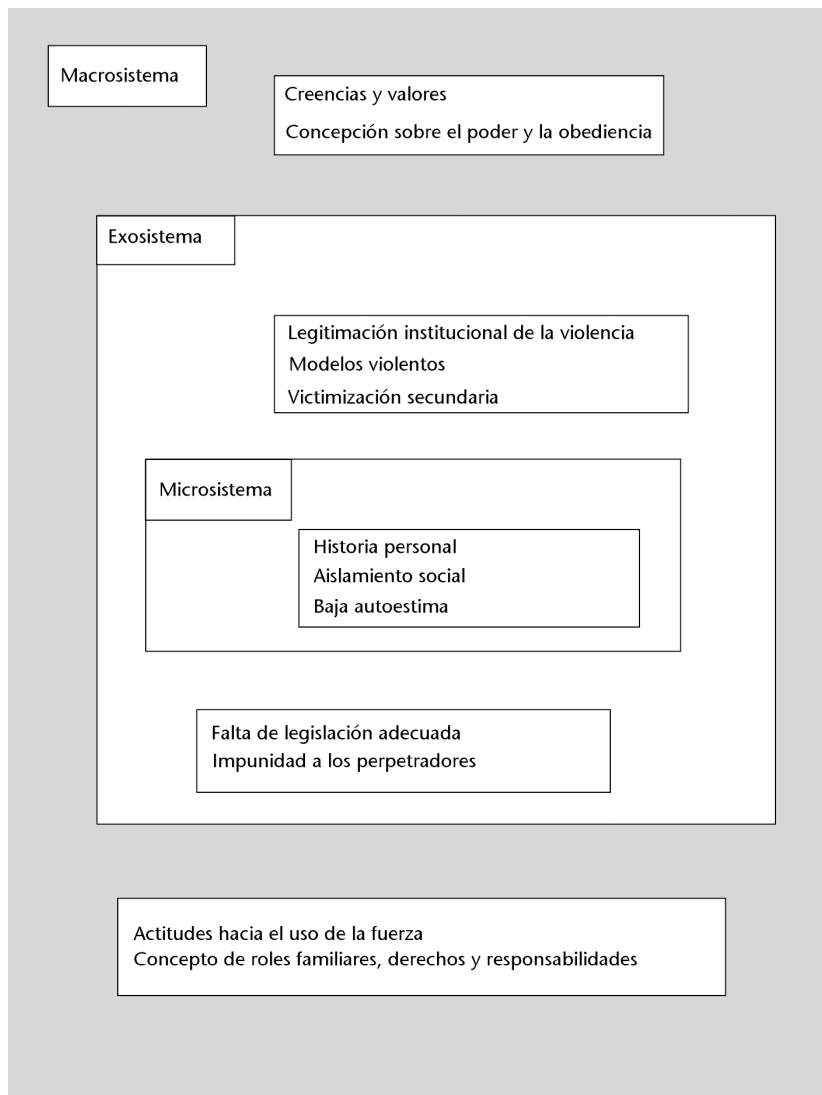 Macrosistema
Creencias y valores
Concepción sobre el poder y la obediencia
Exosistema
Legitimación institucional de la violencia
Modelos violentos
Victimización secundaria
Microsistema
Historia personal
Aislamiento social
Baja autoestima
Falta de legislación adecuada
Impunidad a los perpetradores
Actitudes hacia el uso de la fuerza
Concepto de roles familiares, derechos y responsabilidades